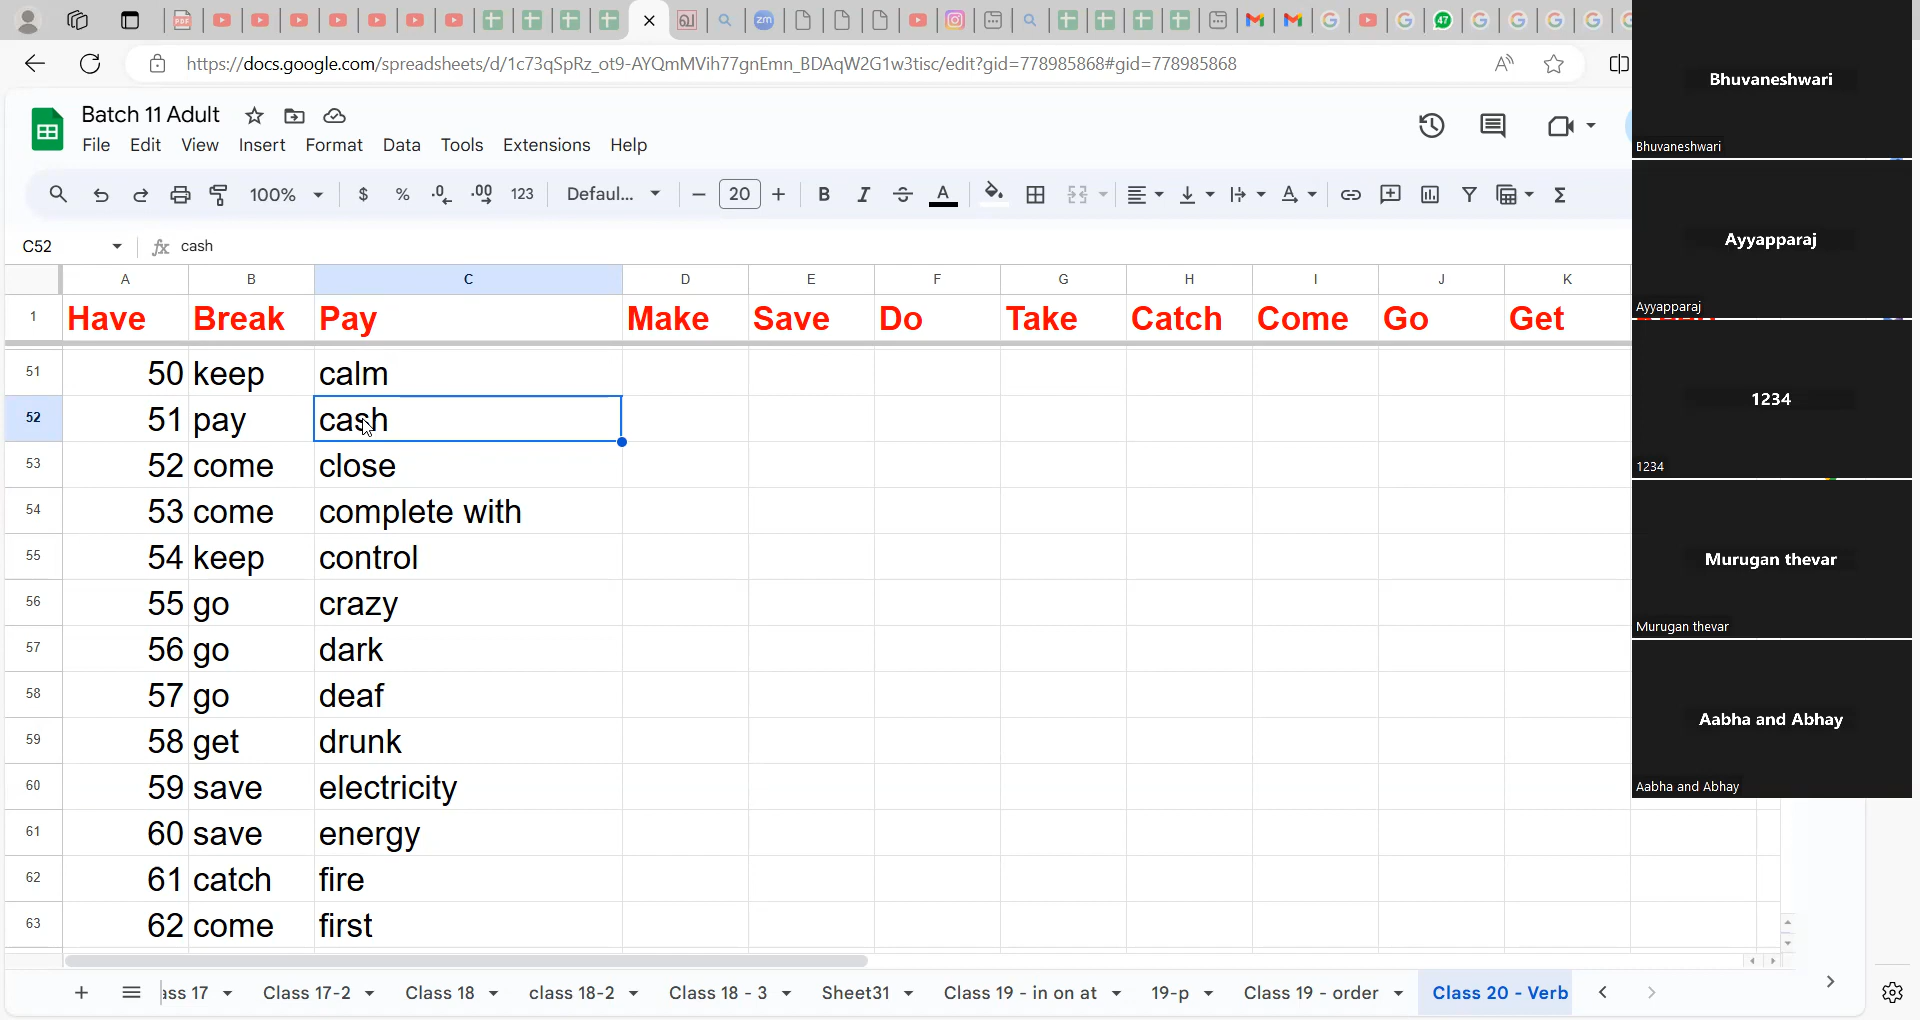 https://docs.google.com/spreadsheets/d/1c73qSpRz_ot9-AYQmMVih77gnEmn_BDAqW2G1w3tisc/edit?gid=778985868#gid=778985868
Batch 11 Adult
File Edit View Insert Format Data Tools Extensions Help
100% $ % .0 .00 123 Defaul... 20 B I A
C52 fx cash
A B C D E F G H I J K
1 Have Break Pay Make Save Do Take Catch Come Go Get
51 50 keep calm
52 51 pay cash
53 52 come close
54 53 come complete with
55 54 keep control
56 55 go crazy
57 56 go dark
58 57 go deaf
59 58 get drunk
60 59 save electricity
61 60 save energy
62 61 catch fire
63 62 come first
ass 17 Class 17-2 Class 18 class 18-2 Class 18 - 3 Sheet31 Class 19 - in on at 19-p Class 19 - order Class 20 - Verb
Bhuvaneshwari
Bhuvaneshwari
Ayyapparaj
Ayyapparaj
1234
1234
Murugan thevar
Murugan thevar
Aabha and Abhay
Aabha and Abhay